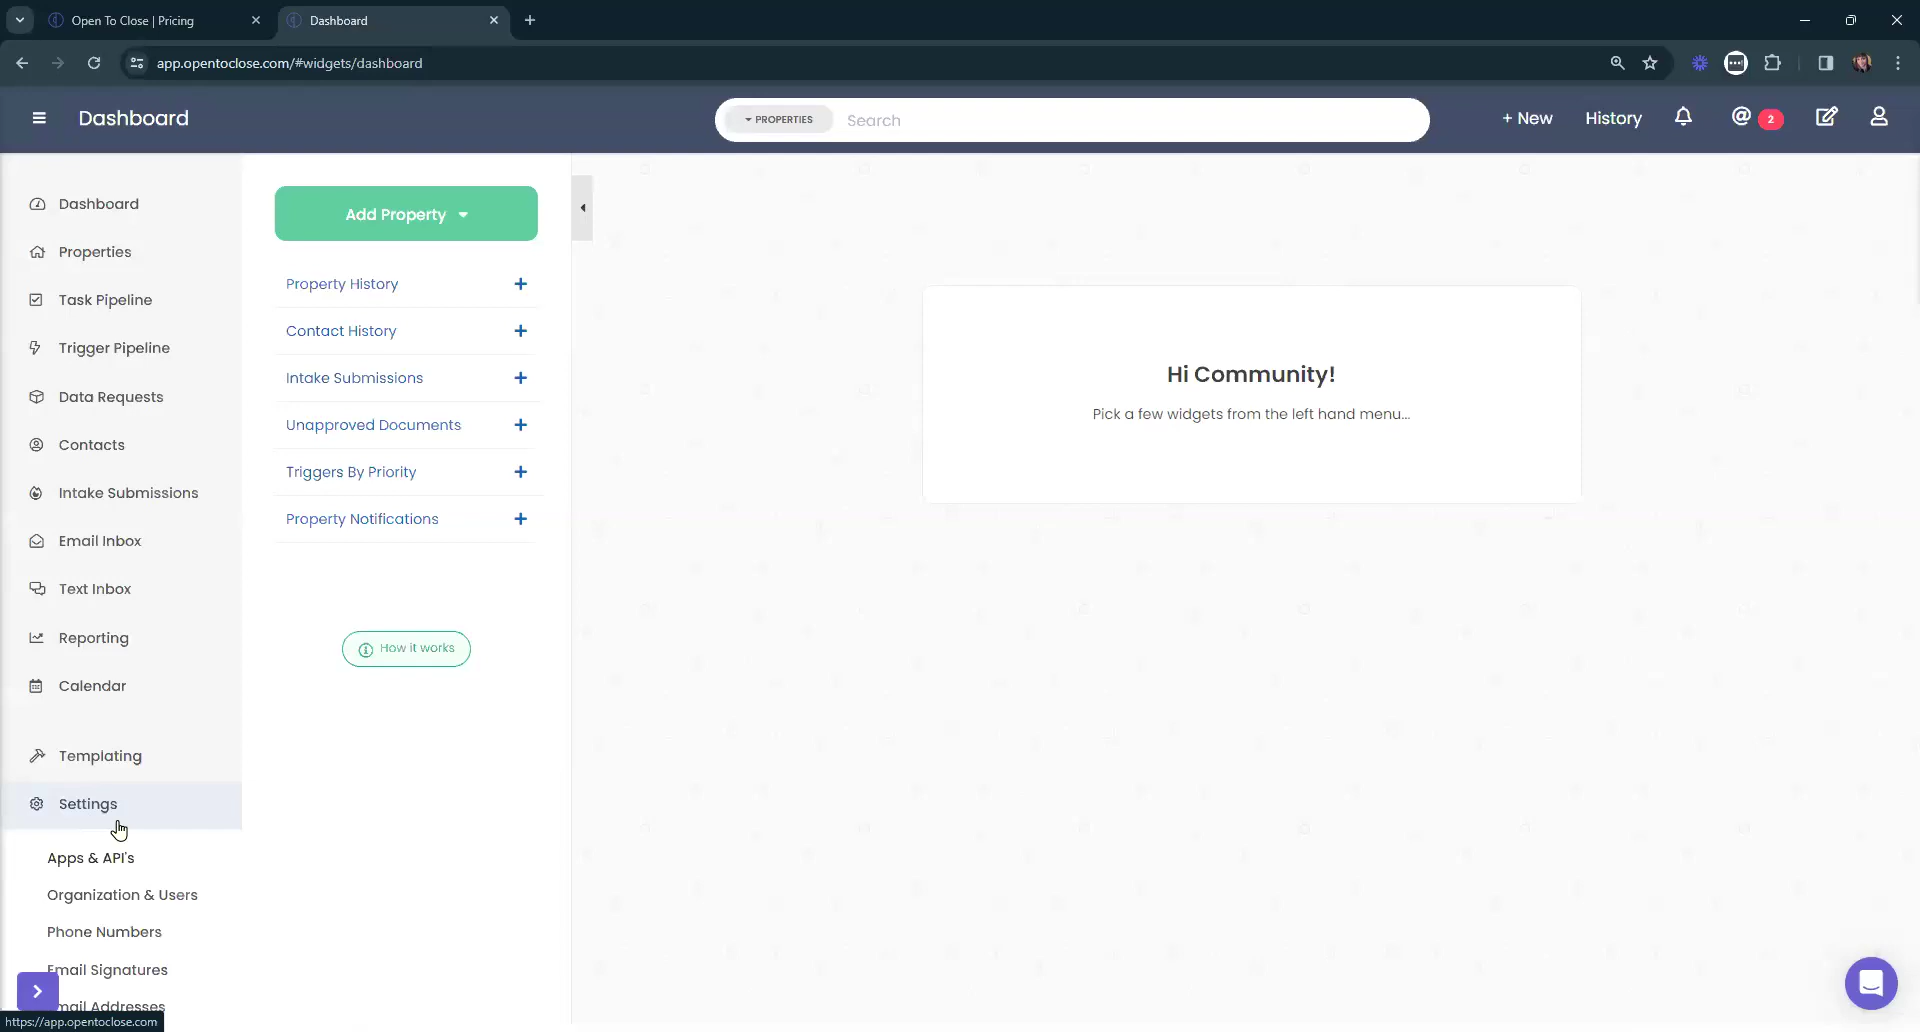 Open To Close | Pricing
Dashboard
app.opentoclose.com/#widgets/dashboard
Dashboard
PROPERTIES
Search
+ New
History
@ 2
Dashboard
Properties
Task Pipeline
Trigger Pipeline
Data Requests
Contacts
Intake Submissions
Email Inbox
Text Inbox
Reporting
Calendar
Templating
Settings
Apps & API's
Organization & Users
Phone Numbers
Email Signatures
mail Addresses
https://app.opentoclose.com
Add Property
Property History +
Contact History +
Intake Submissions +
Unapproved Documents +
Triggers By Priority +
Property Notifications +
How it works
Hi Community!
Pick a few widgets from the left hand menu...